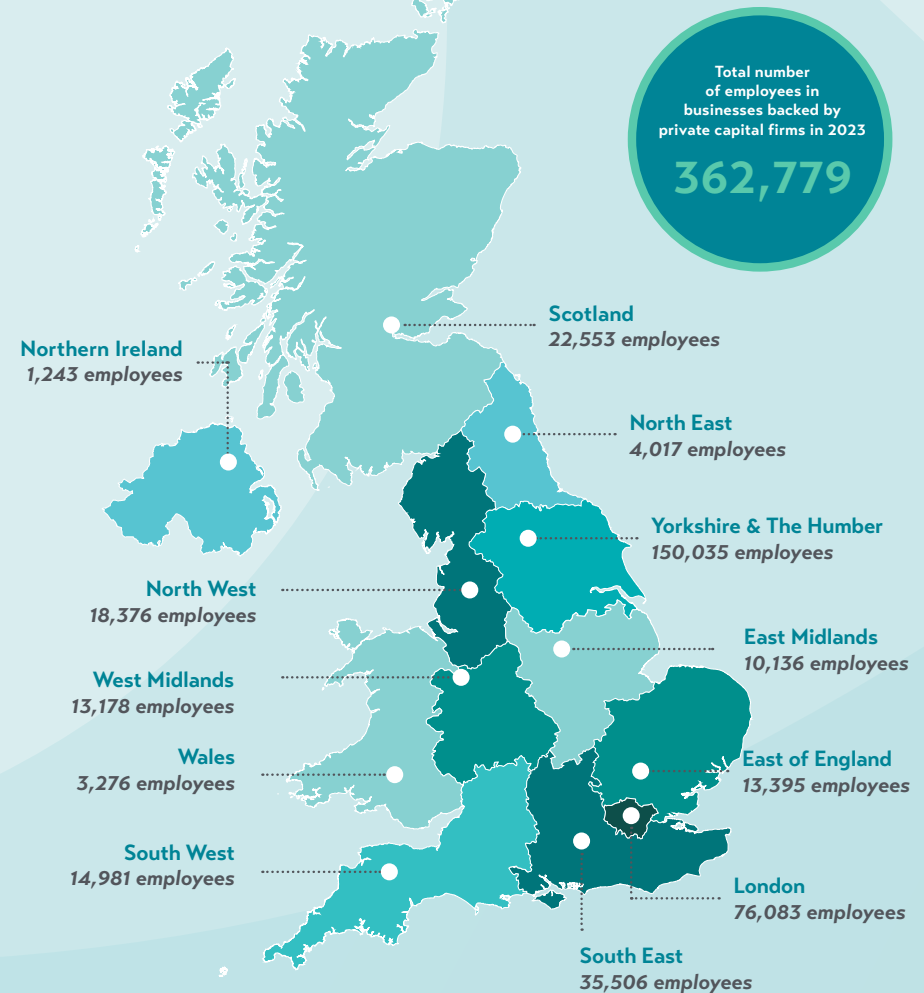 Total number
of employees in
businesses backed by
private capital firms in 2023
362,779
Scotland
22,553 employees
Northern Ireland
1,243 employees
North East
4,017 employees
Yorkshire & The Humber
150,035 employees
North West
18,376 employees
East Midlands
10,136 employees
West Midlands
13,178 employees
Wales
3,276 employees
East of England
13,395 employees
South West
14,981 employees
London
76,083 employees
South East
35,506 employees